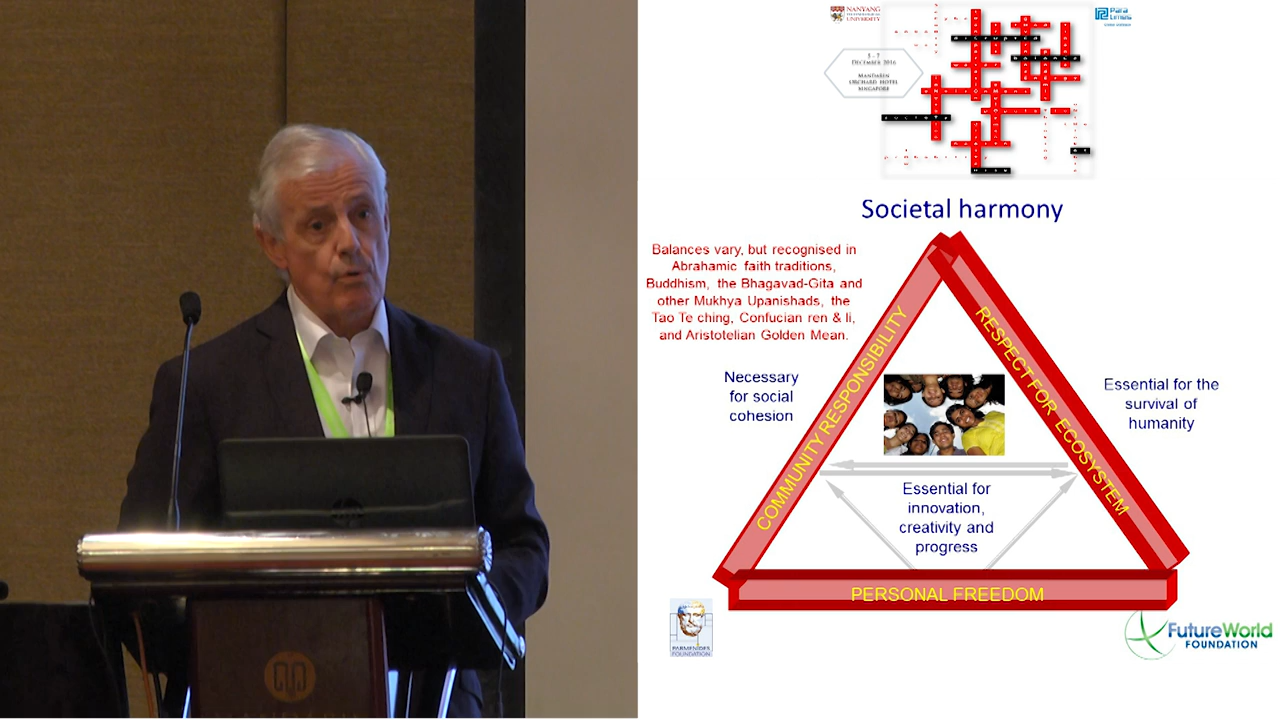 NANYANG
TECHNOLOGICAL
UNIVERSITY
Para
Limes
5 - 7
DECEMBER 2016
MANDARIN
ORCHARD HOTEL
SINGAPORE
Societal harmony
Balances vary, but recognised in
Abrahamic faith traditions,
Buddhism, the Bhagavad-Gita and
other Mukhya Upanishads, the
Tao Te ching, Confucian ren & li,
and Aristotelian Golden Mean.
COMMUNITY RESPONSIBILITY
RESPECT FOR ECOSYSTEM
Necessary
for social
cohesion
Essential for the
survival of
humanity
Essential for
innovation,
creativity and
progress
PERSONAL FREEDOM
PARMENIDES
FOUNDATION
FutureWorld
FOUNDATION